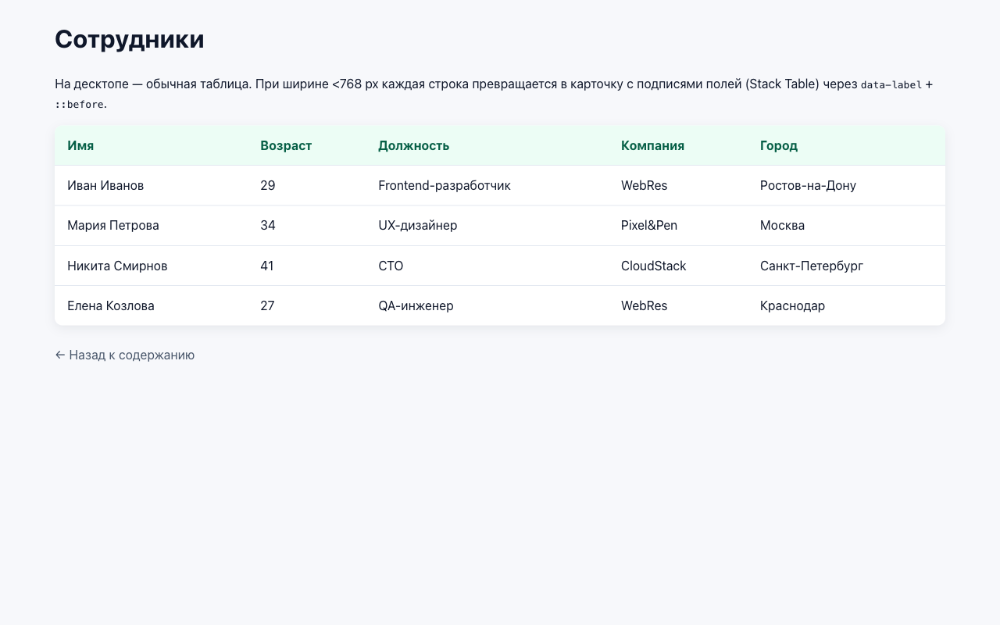 Сотрудники
На десктопе — обычная таблица. При ширине <768 px каждая строка превращается в карточку с подписями полей (Stack Table) через data-label +
::before.
Имя Возраст Должность Компания Город
Иван Иванов 29 Frontend-разработчик WebRes Ростов-на-Дону
Мария Петрова 34 UX-дизайнер Pixel&Pen Москва
Никита Смирнов 41 CTO CloudStack Санкт-Петербург
Елена Козлова 27 QA-инженер WebRes Краснодар
← Назад к содержанию